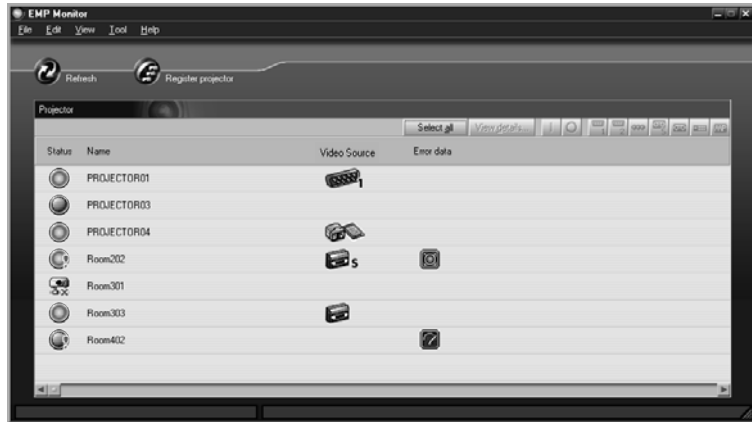 EMP Monitor
File Edit View Tool Help
Refresh Register projector
Projector
Select all View details...
Status Name Video Source Error data
PROJECTOR01 1
PROJECTOR03
PROJECTOR04
Room202 S
Room301
Room303
Room402